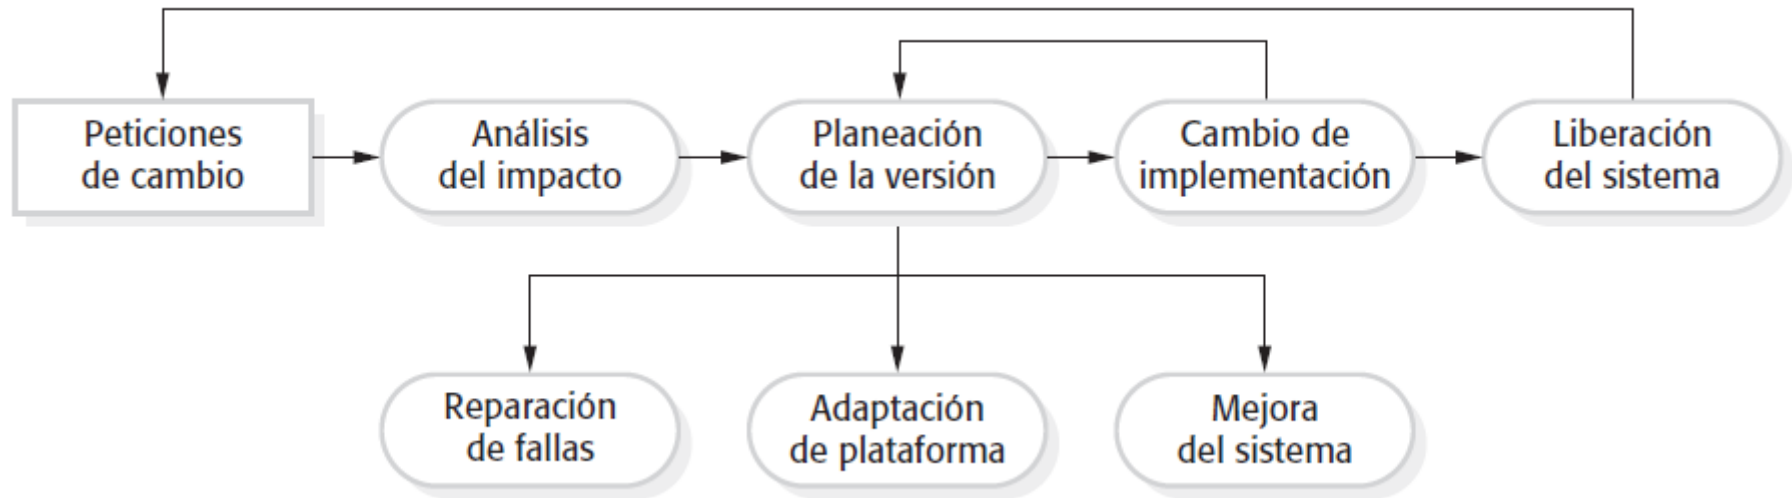 Peticiones
de cambio
Análisis
del impacto
Planeación
de la versión
Cambio de
implementación
Liberación
del sistema
Reparación
de fallas
Adaptación
de plataforma
Mejora
del sistema